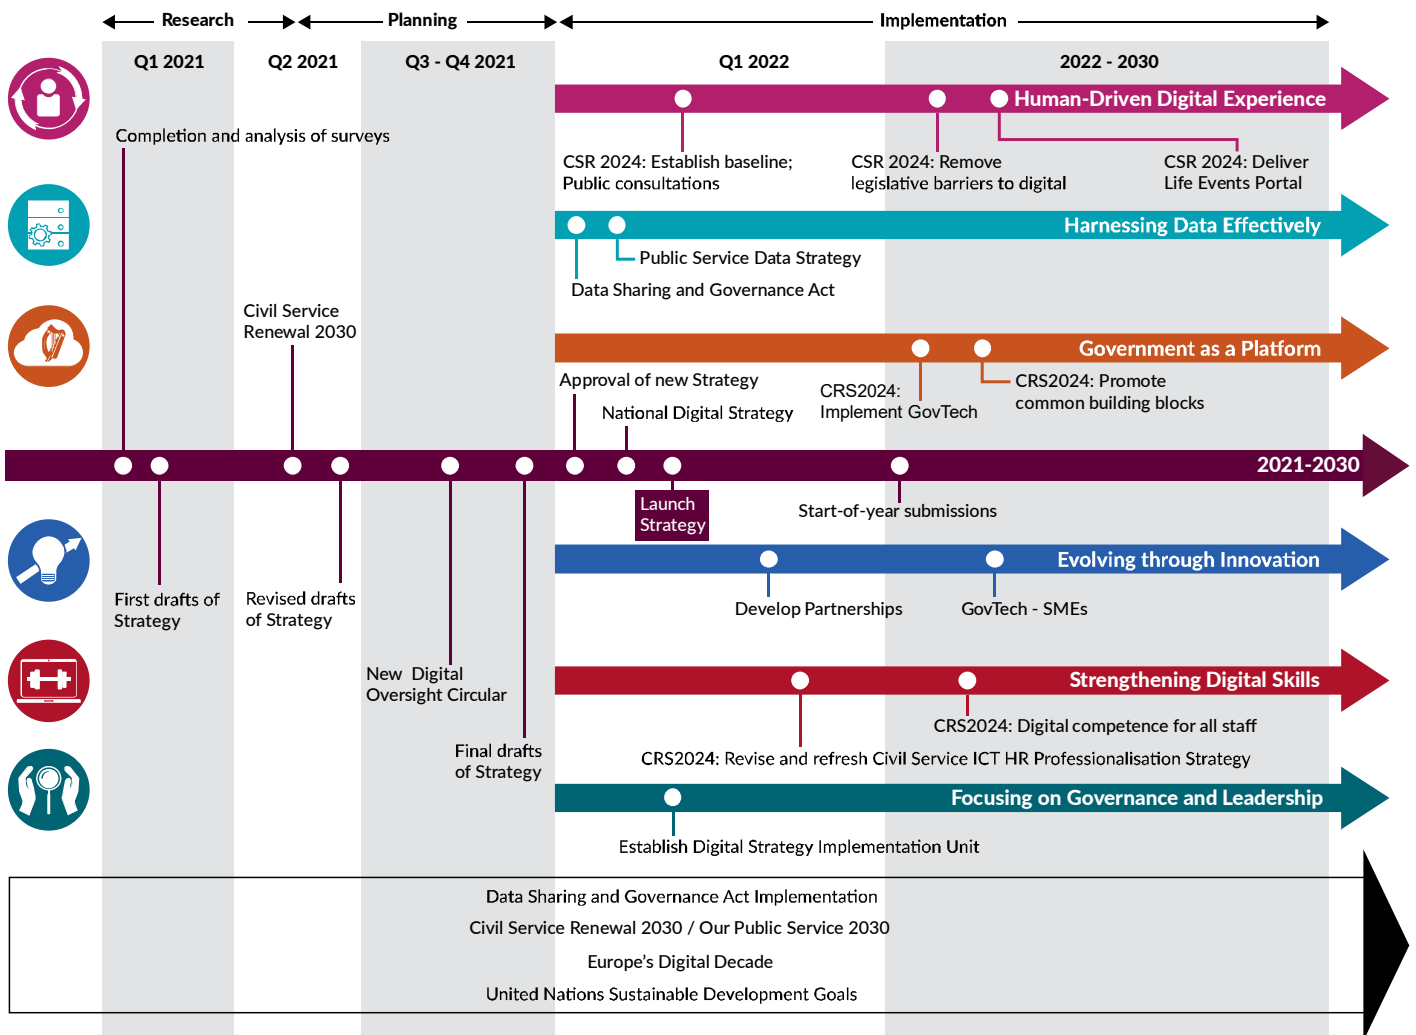 Research
Planning
Implementation
Q1 2021
Q2 2021
Q3 - Q4 2021
Q1 2022
2022 - 2030
Human-Driven Digital Experience
Completion and analysis of surveys
CSR 2024: Establish baseline;
Public consultations
CSR 2024: Remove
legislative barriers to digital
CSR 2024: Deliver
Life Events Portal
Harnessing Data Effectively
Public Service Data Strategy
Data Sharing and Governance Act
Civil Service
Renewal 2030
Government as a Platform
Approval of new Strategy
National Digital Strategy
CRS2024:
Implement GovTech
CRS2024: Promote
common building blocks
2021-2030
Launch
Strategy
Start-of-year submissions
Evolving through Innovation
First drafts of
Strategy
Revised drafts
of Strategy
Develop Partnerships
GovTech - SMEs
New Digital
Oversight Circular
Strengthening Digital Skills
CRS2024: Digital competence for all staff
Final drafts
of Strategy
CRS2024: Revise and refresh Civil Service ICT HR Professionalisation Strategy
Focusing on Governance and Leadership
Establish Digital Strategy Implementation Unit
Data Sharing and Governance Act Implementation
Civil Service Renewal 2030 / Our Public Service 2030
Europe's Digital Decade
United Nations Sustainable Development Goals